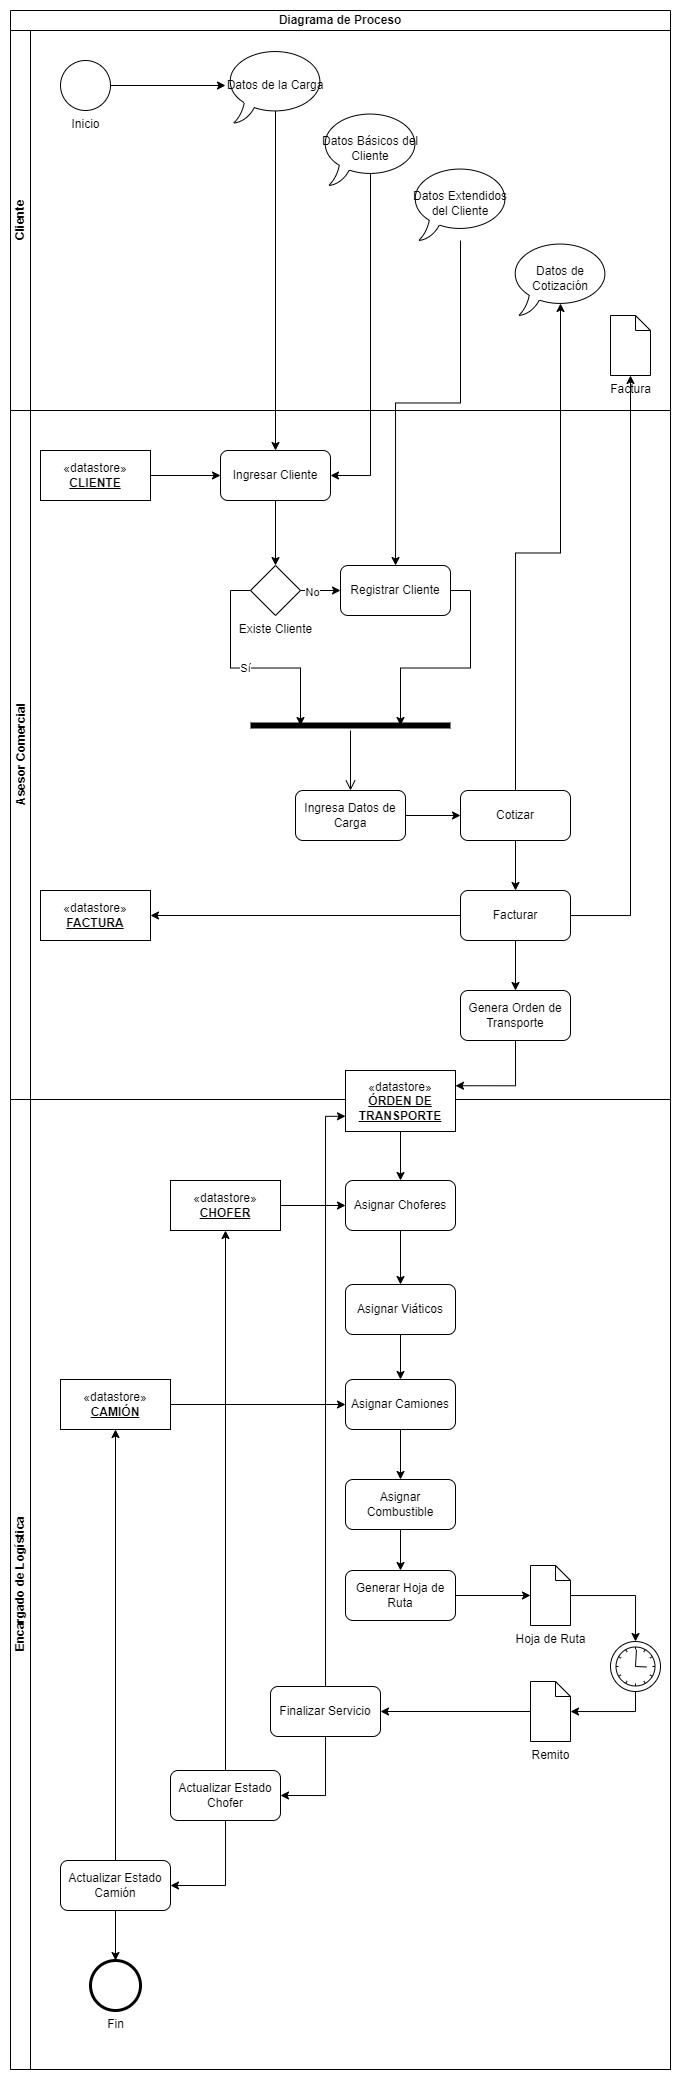 Diagrama de Proceso
Cliente
Inicio
Datos de la Carga
Datos Básicos del
Cliente
Datos Extendidos
del Cliente
Datos de
Cotización
Factura
Asesor Comercial
«datastore»
CLIENTE
Ingresar Cliente
Existe Cliente
No
Registrar Cliente
Sí
Ingresa Datos de
Carga
Cotizar
«datastore»
FACTURA
Facturar
Genera Orden de
Transporte
«datastore»
ÓRDEN DE
TRANSPORTE
Encargado de Logística
«datastore»
CHOFER
Asignar Choferes
Asignar Viáticos
«datastore»
CAMIÓN
Asignar Camiones
Asignar
Combustible
Generar Hoja de
Ruta
Hoja de Ruta
Finalizar Servicio
Remito
Actualizar Estado
Chofer
Actualizar Estado
Camión
Fin